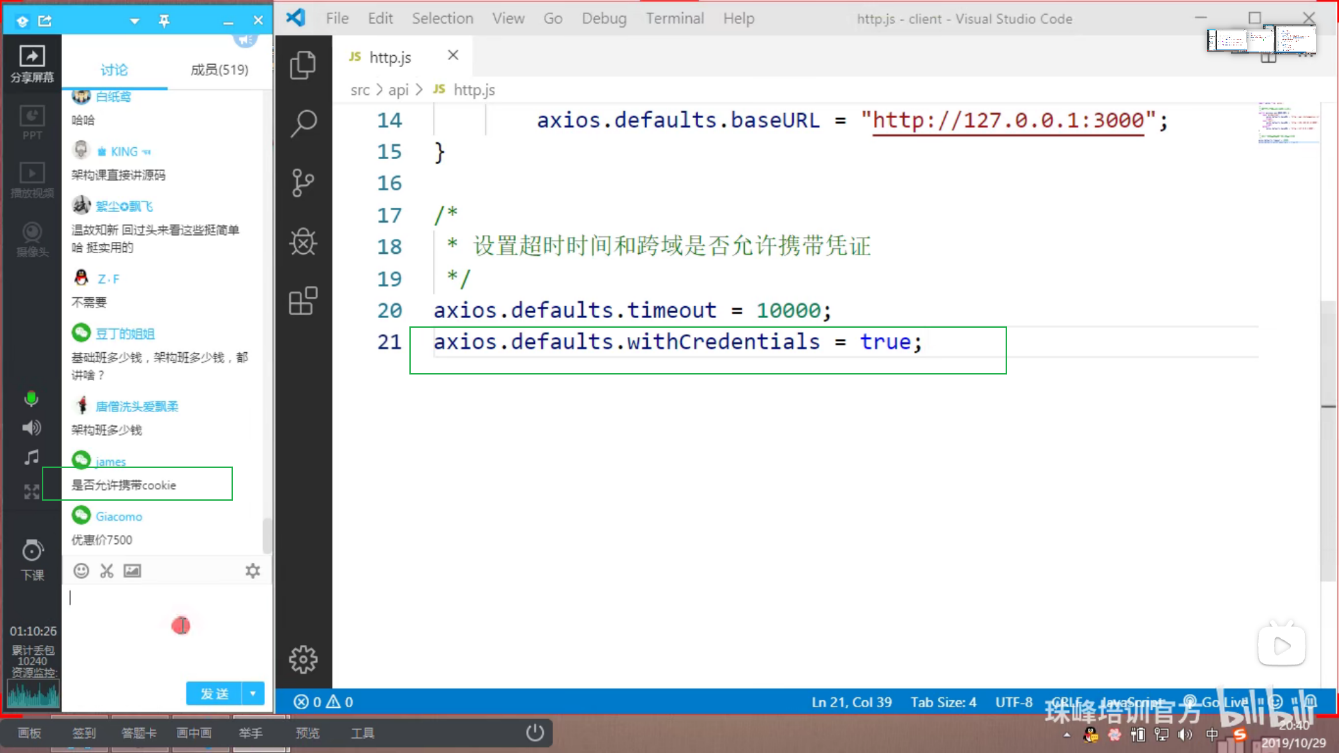 File Edit Selection View Go Debug Terminal Help
http.js - client - Visual Studio Code
分享屏幕
PPT
播放视频
摄像头
下课
01:10:26
累计丢包
10240
资源监控:
讨论
成员(519)
白纸鸢
哈哈
KING
架构课直接讲源码
絮尘✪飘飞
温故知新 回过头来看这些挺简单
哈 挺实用的
Z·F
不需要
豆丁的姐姐
基础班多少钱，架构班多少钱，都
讲啥？
唐僧洗头爱飘柔
架构班多少钱
james
是否允许携带cookie
Giacomo
优惠价7500
发送
JS http.js
src > api > JS http.js
14 axios.defaults.baseURL = "http://127.0.0.1:3000";
15 }
16
17 /*
18 * 设置超时时间和跨域是否允许携带凭证
19 */
20 axios.defaults.timeout = 10000;
21 axios.defaults.withCredentials = true;
0 0
Ln 21, Col 39 Tab Size: 4 UTF-8 CRLF JavaScript Go Live
珠峰培训官方 bilibili
画板 签到 答题卡 画中画 举手 预览 工具
中
20:40
2019/10/29